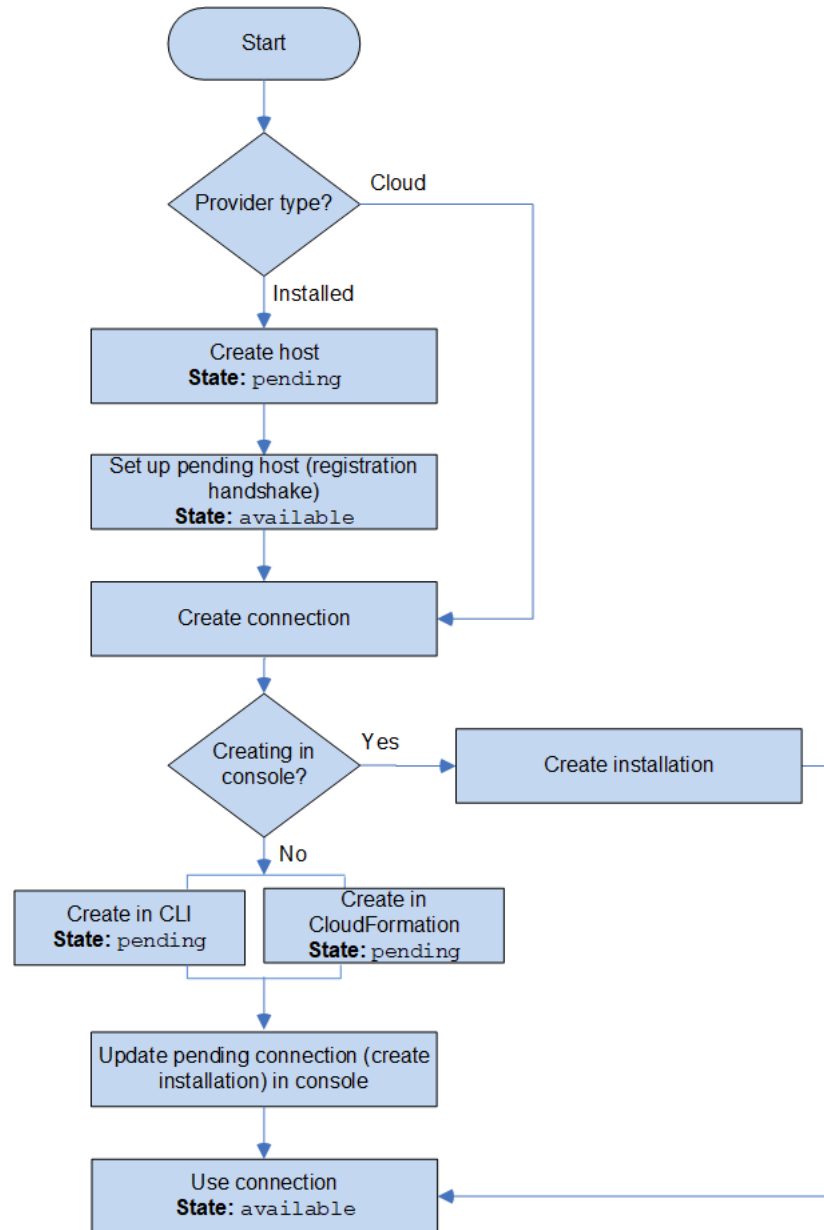 Start
Provider type?
Cloud
Installed
Create host
State: pending
Set up pending host (registration
handshake)
State: available
Create connection
Creating in
console?
Yes
Create installation
No
Create in CLI
State: pending
Create in
CloudFormation
State: pending
Update pending connection (create
installation) in console
Use connection
State: available